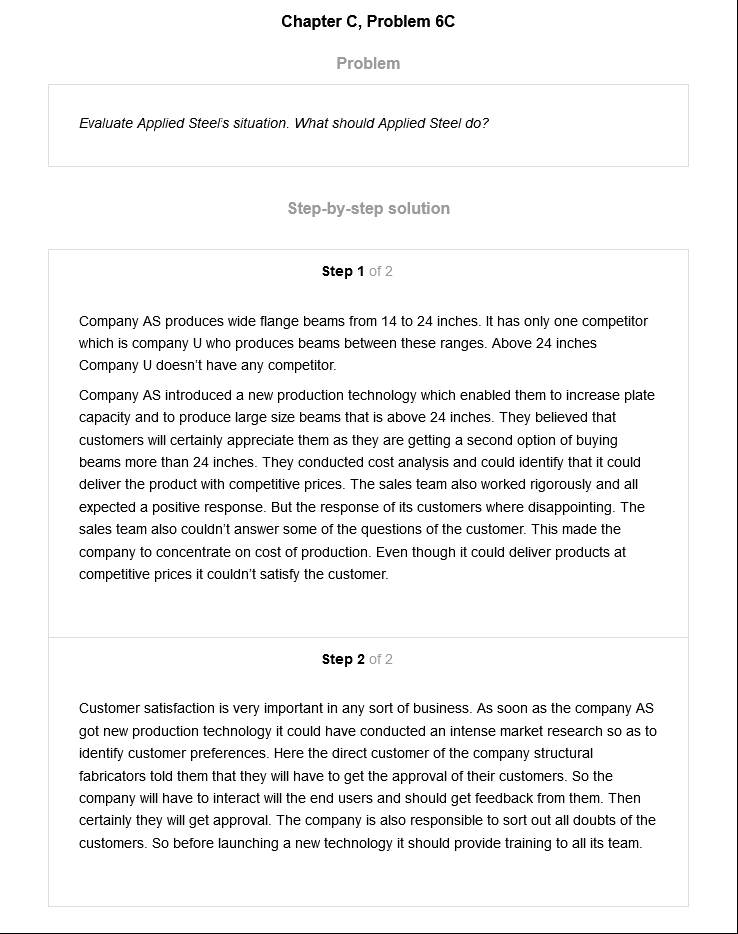 Chapter C, Problem 6C
Problem
Evaluate Applied Steel's situation. What should Applied Steel do?
Step-by-step solution
Step 1 of 2
Company AS produces wide flange beams from 14 to 24 inches. It has only one competitor
which is company U who produces beams between these ranges. Above 24 inches
Company U doesn't have any competitor.
Company AS introduced a new production technology which enabled them to increase plate
capacity and to produce large size beams that is above 24 inches. They believed that
customers will certainly appreciate them as they are getting a second option of buying
beams more than 24 inches. They conducted cost analysis and could identify that it could
deliver the product with competitive prices. The sales team also worked rigorously and all
expected a positive response. But the response of its customers where disappointing. The
sales team also couldn't answer some of the questions of the customer. This made the
company to concentrate on cost of production. Even though it could deliver products at
competitive prices it couldn't satisfy the customer.
Step 2 of 2
Customer satisfaction is very important in any sort of business. As soon as the company AS
got new production technology it could have conducted an intense market research so as to
identify customer preferences. Here the direct customer of the company structural
fabricators told them that they will have to get the approval of their customers. So the
company will have to interact will the end users and should get feedback from them. Then
certainly they will get approval. The company is also responsible to sort out all doubts of the
customers. So before launching a new technology it should provide training to all its team.